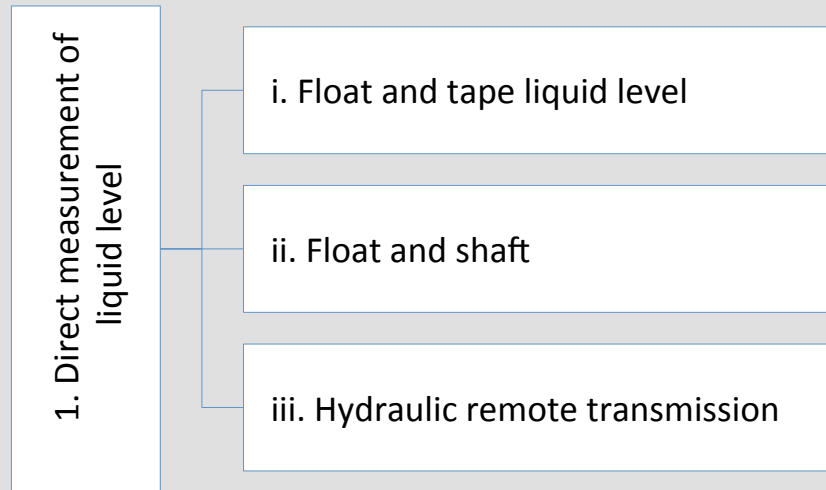 1. Direct measurement of
liquid level
i. Float and tape liquid level
ii. Float and shaft
iii. Hydraulic remote transmission